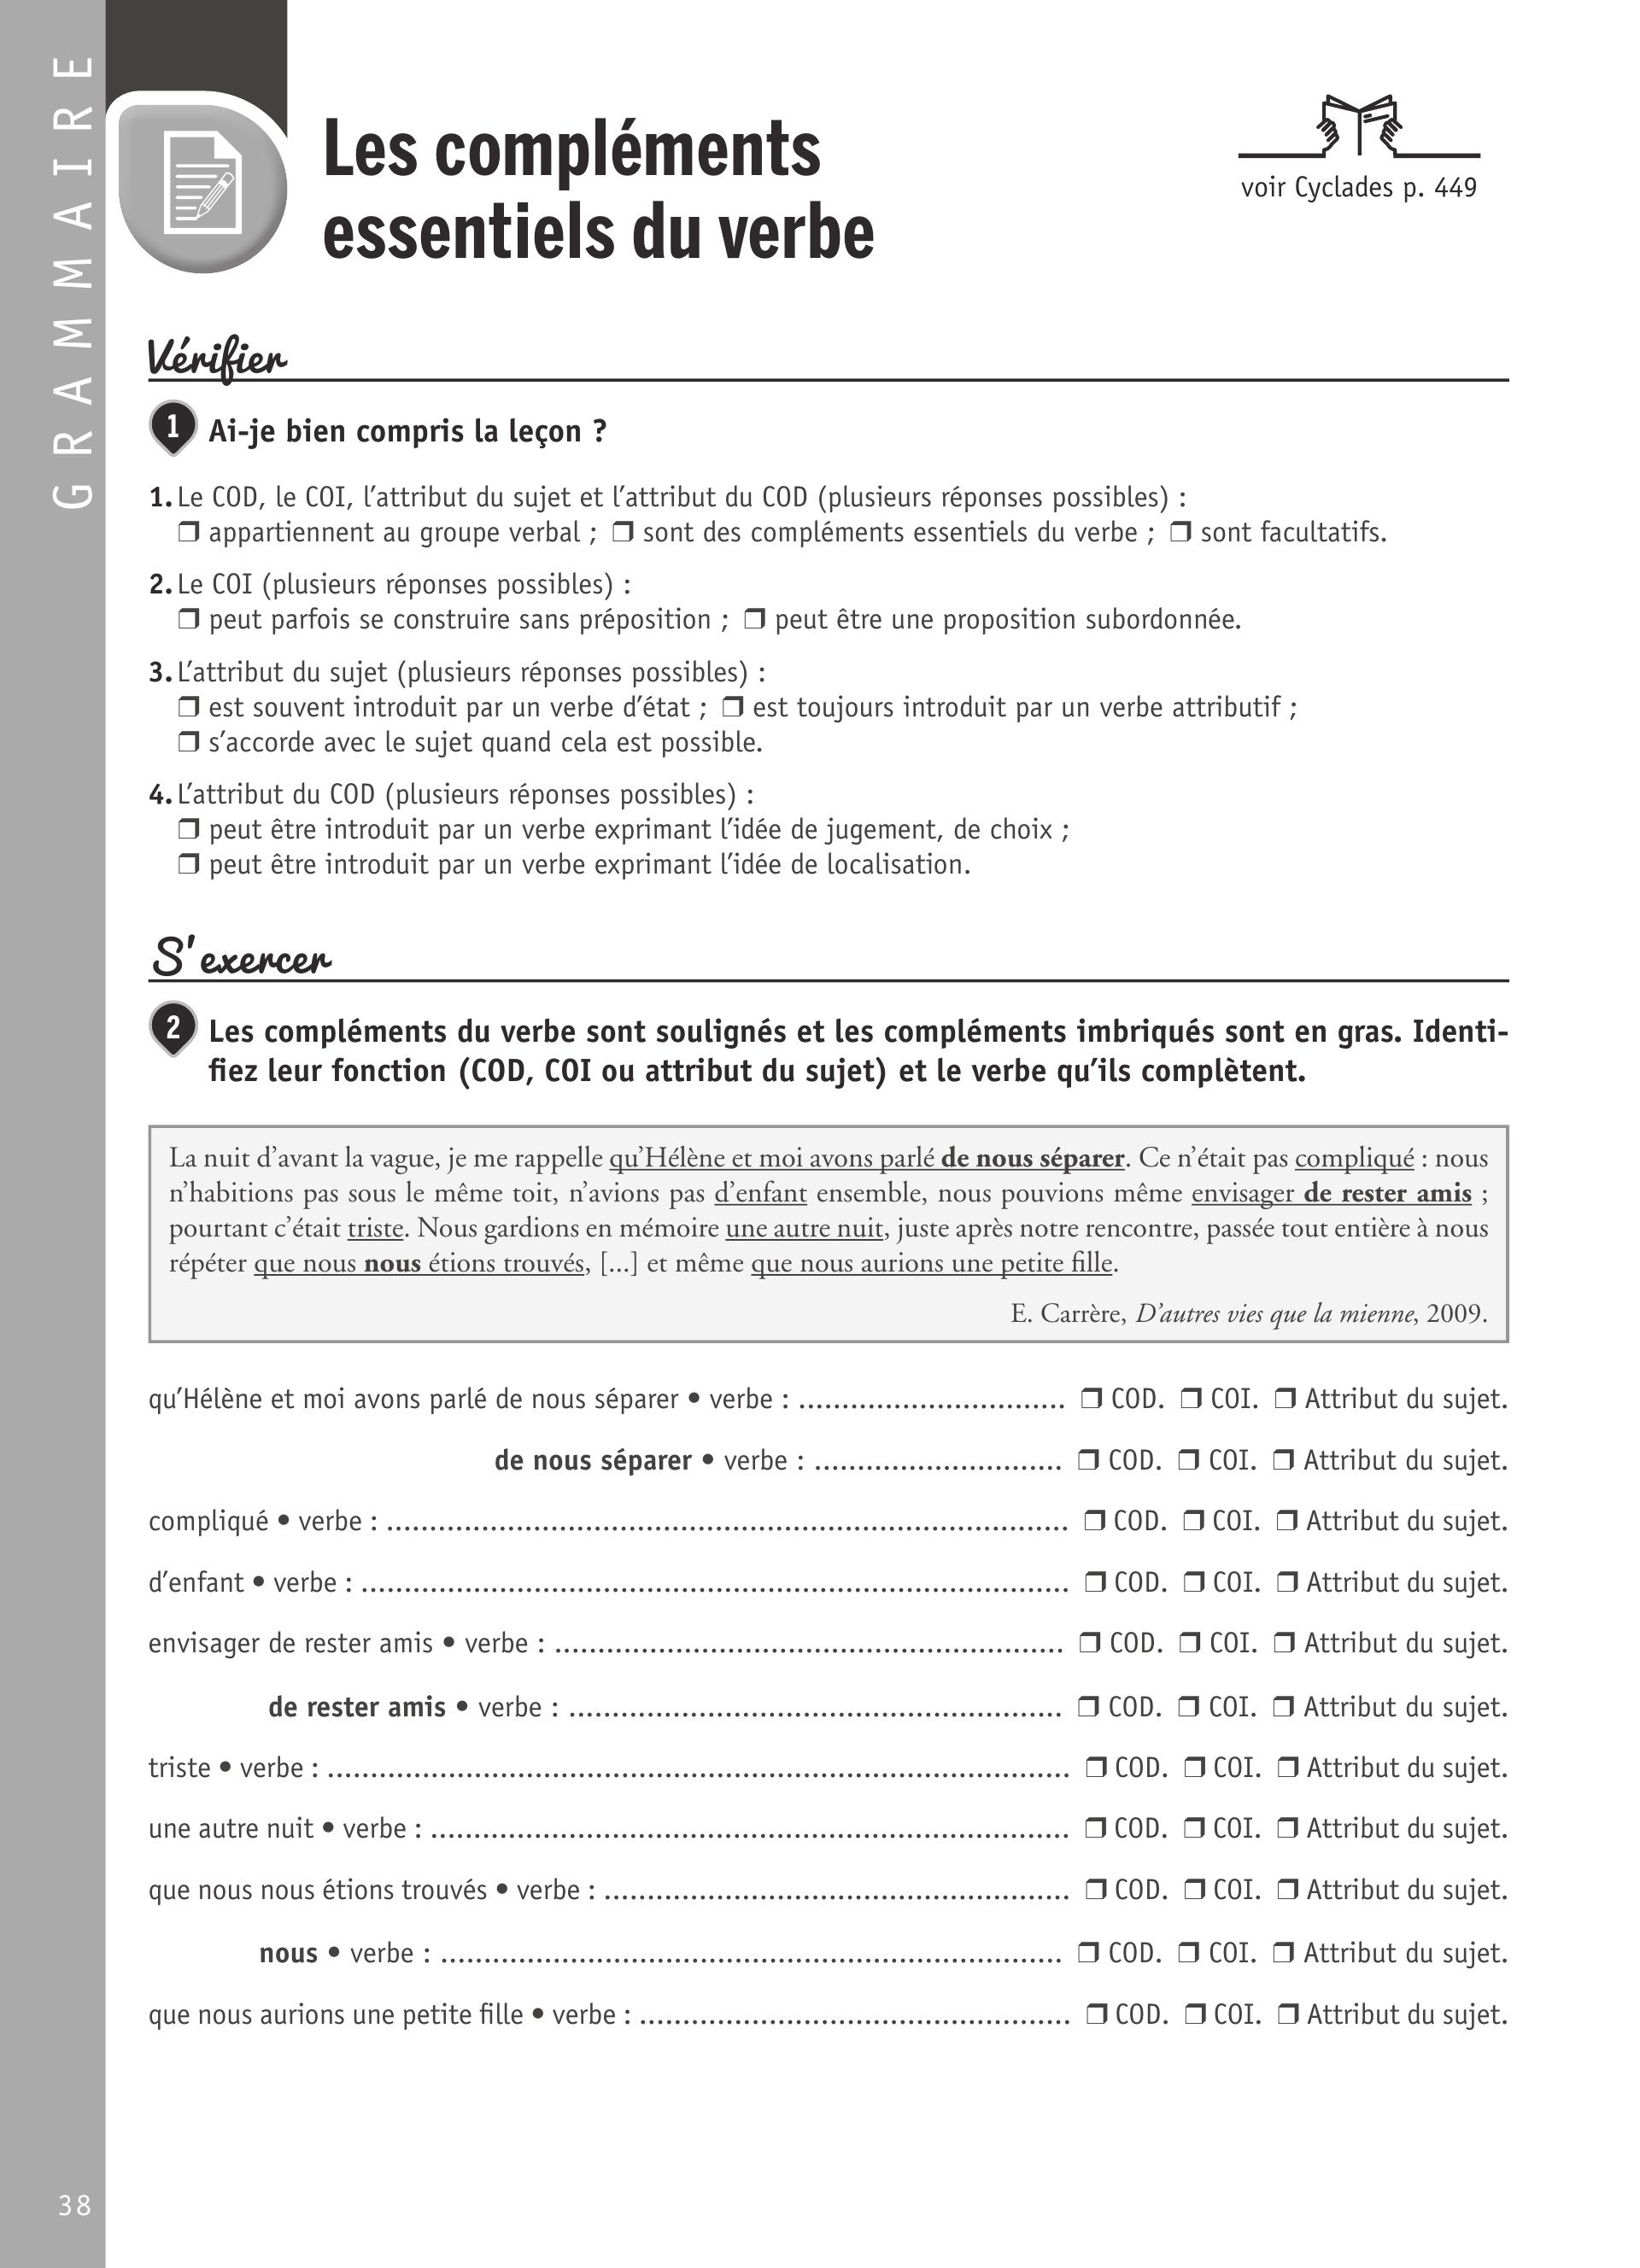 GRAMMAIRE
Les compléments
essentiels du verbe
voir Cyclades p. 449
Vérifier
1 Ai-je bien compris la leçon ?
1. Le COD, le COI, l’attribut du sujet et l’attribut du COD (plusieurs réponses possibles) :
❒ appartiennent au groupe verbal ; ❒ sont des compléments essentiels du verbe ; ❒ sont facultatifs.
2. Le COI (plusieurs réponses possibles) :
❒ peut parfois se construire sans préposition ; ❒ peut être une proposition subordonnée.
3. L’attribut du sujet (plusieurs réponses possibles) :
❒ est souvent introduit par un verbe d’état ; ❒ est toujours introduit par un verbe attributif ;
❒ s’accorde avec le sujet quand cela est possible.
4. L’attribut du COD (plusieurs réponses possibles) :
❒ peut être introduit par un verbe exprimant l’idée de jugement, de choix ;
❒ peut être introduit par un verbe exprimant l’idée de localisation.
S’exercer
2 Les compléments du verbe sont soulignés et les compléments imbriqués sont en gras. Identi-
fiez leur fonction (COD, COI ou attribut du sujet) et le verbe qu’ils complètent.
La nuit d’avant la vague, je me rappelle qu’Hélène et moi avons parlé de nous séparer. Ce n’était pas compliqué : nous
n’habitions pas sous le même toit, n’avions pas d’enfant ensemble, nous pouvions même envisager de rester amis ;
pourtant c’était triste. Nous gardions en mémoire une autre nuit, juste après notre rencontre, passée tout entière à nous
répéter que nous nous étions trouvés, [...] et même que nous aurions une petite fille.
E. Carrère, D’autres vies que la mienne, 2009.
qu’Hélène et moi avons parlé de nous séparer • verbe : ............................... ❒ COD. ❒ COI. ❒ Attribut du sujet.
de nous séparer • verbe : ............................. ❒ COD. ❒ COI. ❒ Attribut du sujet.
compliqué • verbe : ............................................................................... ❒ COD. ❒ COI. ❒ Attribut du sujet.
d’enfant • verbe : .................................................................................. ❒ COD. ❒ COI. ❒ Attribut du sujet.
envisager de rester amis • verbe : ........................................................... ❒ COD. ❒ COI. ❒ Attribut du sujet.
de rester amis • verbe : ......................................................... ❒ COD. ❒ COI. ❒ Attribut du sujet.
triste • verbe : ...................................................................................... ❒ COD. ❒ COI. ❒ Attribut du sujet.
une autre nuit • verbe : .......................................................................... ❒ COD. ❒ COI. ❒ Attribut du sujet.
que nous nous étions trouvés • verbe : ...................................................... ❒ COD. ❒ COI. ❒ Attribut du sujet.
nous • verbe : ........................................................................ ❒ COD. ❒ COI. ❒ Attribut du sujet.
que nous aurions une petite fille • verbe : .................................................. ❒ COD. ❒ COI. ❒ Attribut du sujet.
38